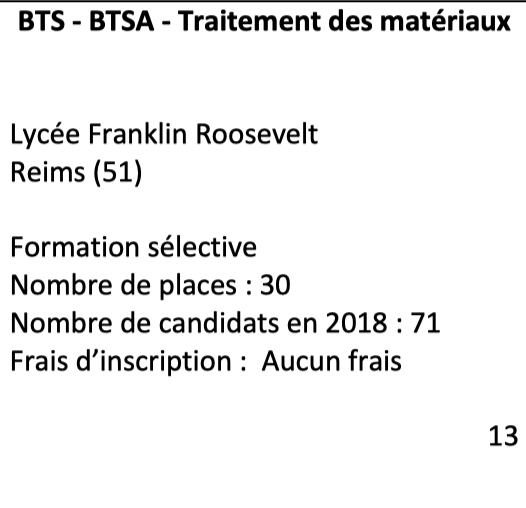 BTS - BTSA - Traitement des matériaux
Lycée Franklin Roosevelt
Reims (51)
Formation sélective
Nombre de places : 30
Nombre de candidats en 2018 : 71
Frais d’inscription :  Aucun frais
13